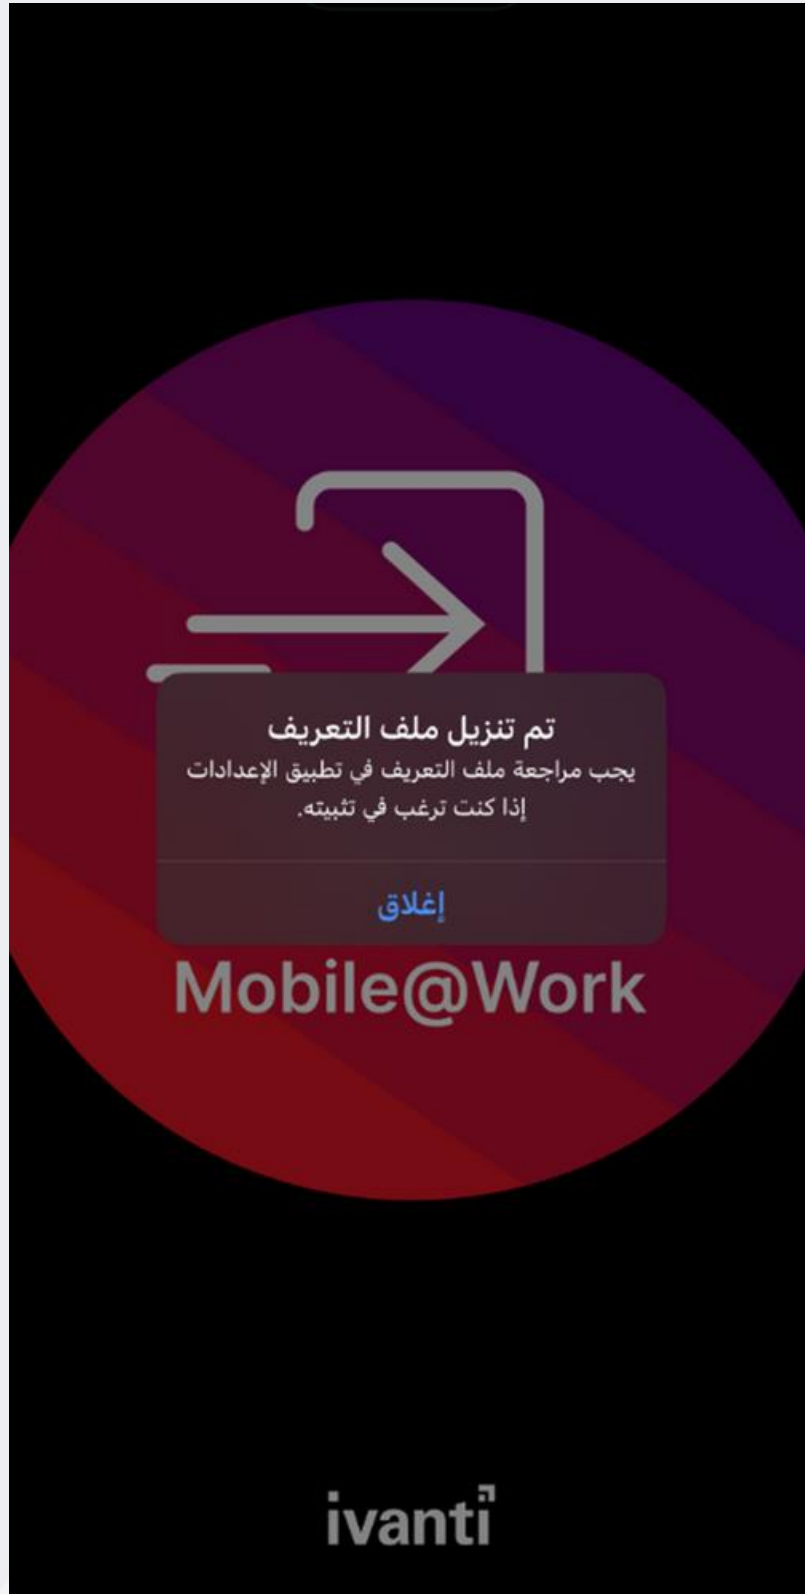 تم تنزيل ملف التعريف
يجب مراجعة ملف التعريف في تطبيق الإعدادات
إذا كنت ترغب في تثبيته.
إغلاق
Mobile@Work
ivanti